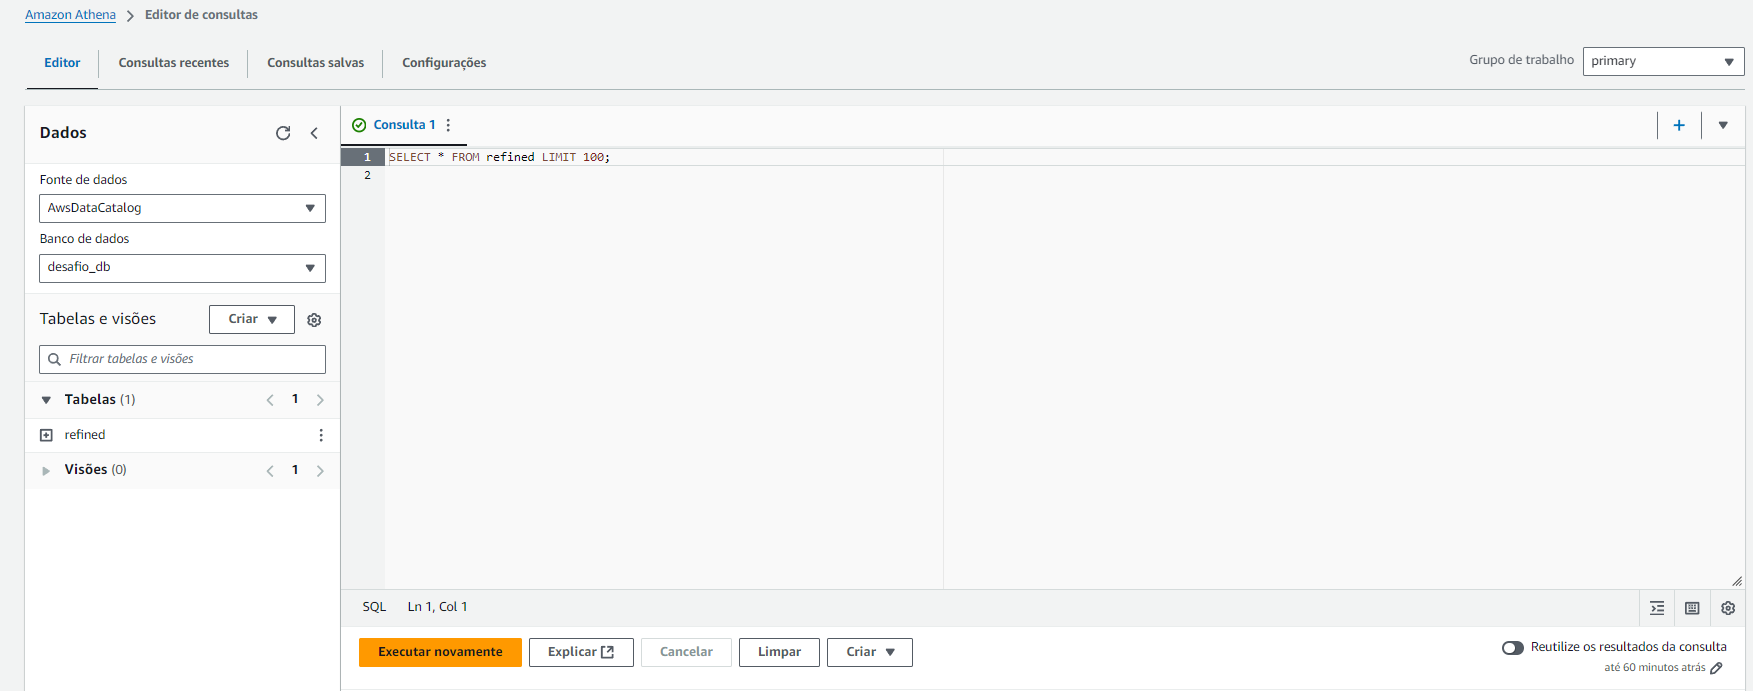 Amazon Athena > Editor de consultas
Editor Consultas recentes Consultas salvas Configurações
Grupo de trabalho primary
Dados
Fonte de dados
AwsDataCatalog
Banco de dados
desafio_db
Tabelas e visões Criar
Filtrar tabelas e visões
Tabelas (1) < 1 >
refined
Visões (0) < 1 >
Consulta 1
1 SELECT * FROM refined LIMIT 100;
2
SQL Ln 1, Col 1
Executar novamente Explicar Cancelar Limpar Criar
Reutilize os resultados da consulta
até 60 minutos atrás